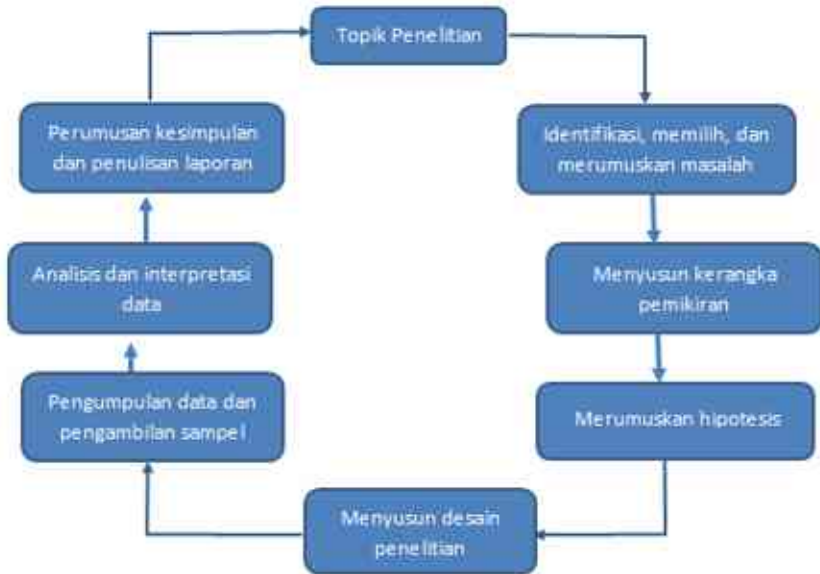 Topik Penelitian
Identifikasi, memilih, dan
merumuskan masalah
Menyusun kerangka
pemikiran
Merumuskan hipotesis
Menyusun desain
penelitian
Pengumpulan data dan
pengambilan sampel
Analisis dan interpretasi
data
Perumusan kesimpulan
dan penulisan laporan